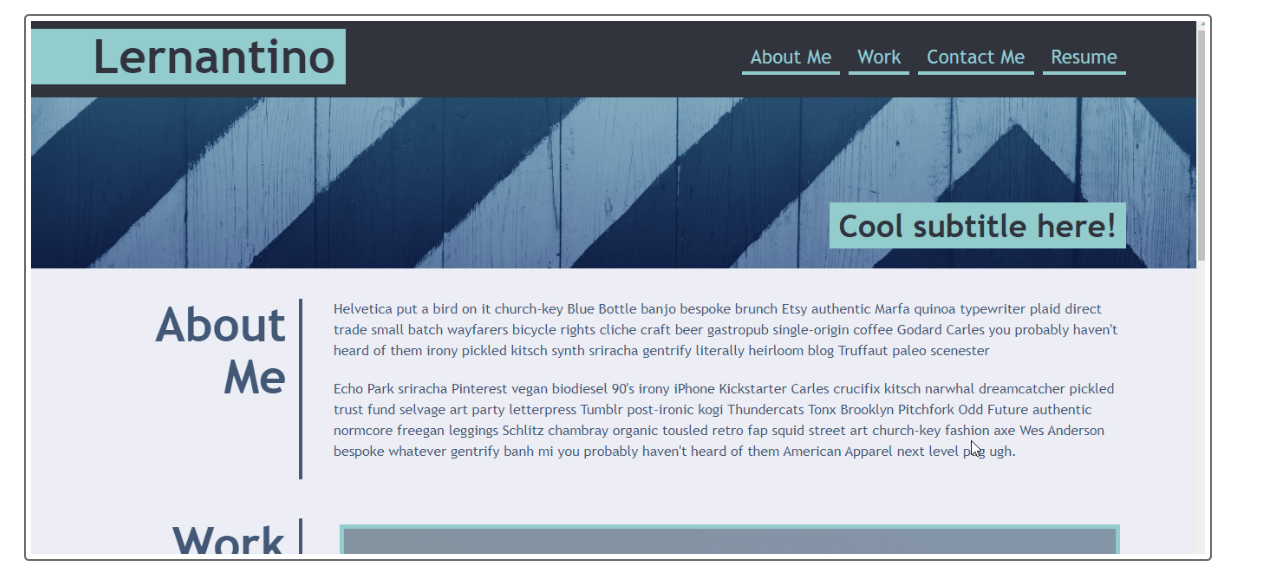 Lernantino
About Me Work Contact Me Resume
Cool subtitle here!
About
Me
Helvetica put a bird on it church-key Blue Bottle banjo bespoke brunch Etsy authentic Marfa quinoa typewriter plaid direct
trade small batch wayfarers bicycle rights cliche craft beer gastropub single-origin coffee Godard Carles you probably haven't
heard of them irony pickled kitsch synth sriracha gentrify literally heirloom blog Truffaut paleo scenester
Echo Park sriracha Pinterest vegan biodiesel 90's irony iPhone Kickstarter Carles crucifix kitsch narwhal dreamcatcher pickled
trust fund selvage art party letterpress Tumblr post-ironic kogi Thundercats Tonx Brooklyn Pitchfork Odd Future authentic
normcore freegan leggings Schlitz chambray organic tousled retro fap squid street art church-key fashion axe Wes Anderson
bespoke whatever gentrify banh mi you probably haven't heard of them American Apparel next level pug ugh.
Work